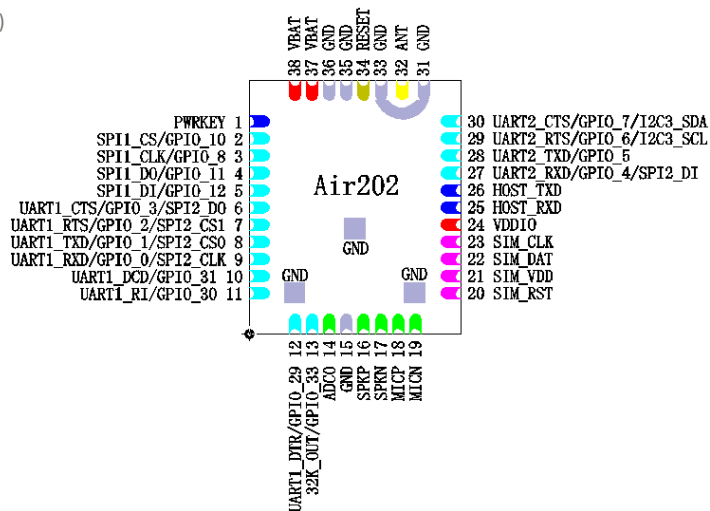 )
38 VBAT
37 VBAT
36 GND
35 GND
34 RESET
33 GND
32 ANT
31 GND
PWRKEY 1
SPI1_CS/GPIO_10 2
SPI1_CLK/GPIO_8 3
SPI1_DO/GPIO_11 4
SPI1_DI/GPIO_12 5
UART1_CTS/GPIO_3/SPI2_DO 6
UART1_RTS/GPIO_2/SPI2_CS1 7
UART1_TXD/GPIO_1/SPI2_CS0 8
UART1_RXD/GPIO_0/SPI2_CLK 9
UART1_DCD/GPIO_31 10
UART1_RI/GPIO_30 11
Air202
GND
GND
GND
30 UART2_CTS/GPIO_7/I2C3_SDA
29 UART2_RTS/GPIO_6/I2C3_SCL
28 UART2_TXD/GPIO_5
27 UART2_RXD/GPIO_4/SPI2_DI
26 HOST_TXD
25 HOST_RXD
24 VDDIO
23 SIM_CLK
22 SIM_DAT
21 SIM_VDD
20 SIM_RST
UART1_DTR/GPIO_29 12
32K_OUT/GPIO_33 13
ADC0 14
GND 15
SPKP 16
SPKN 17
MICP 18
MICN 19